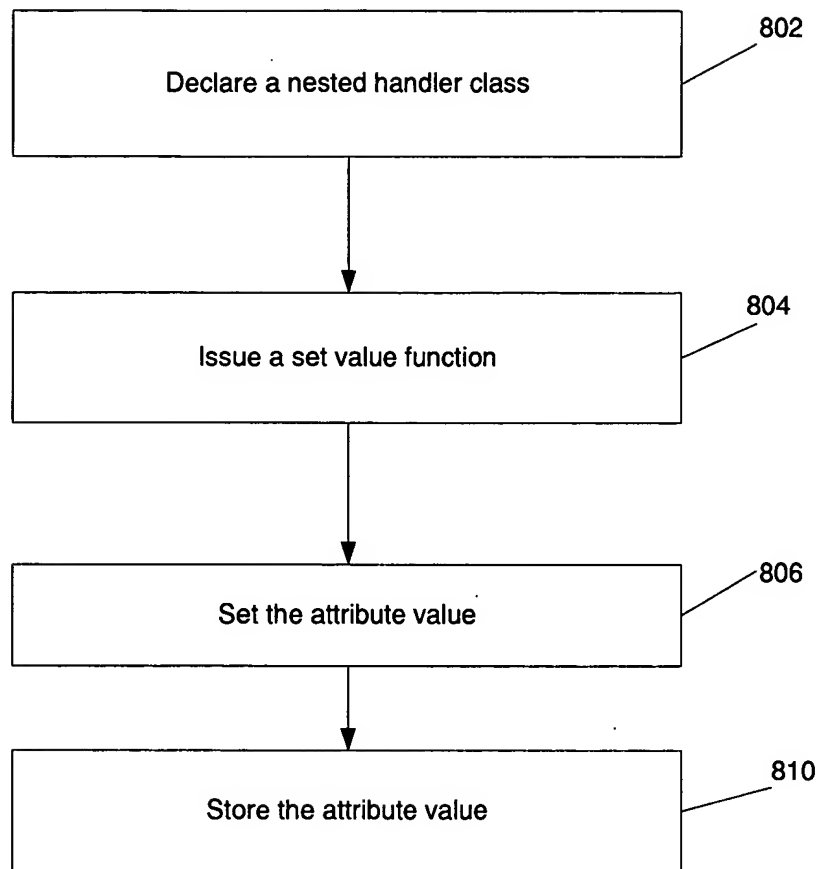 802
Declare a nested handler class
804
Issue a set value function
806
Set the attribute value
810
Store the attribute value